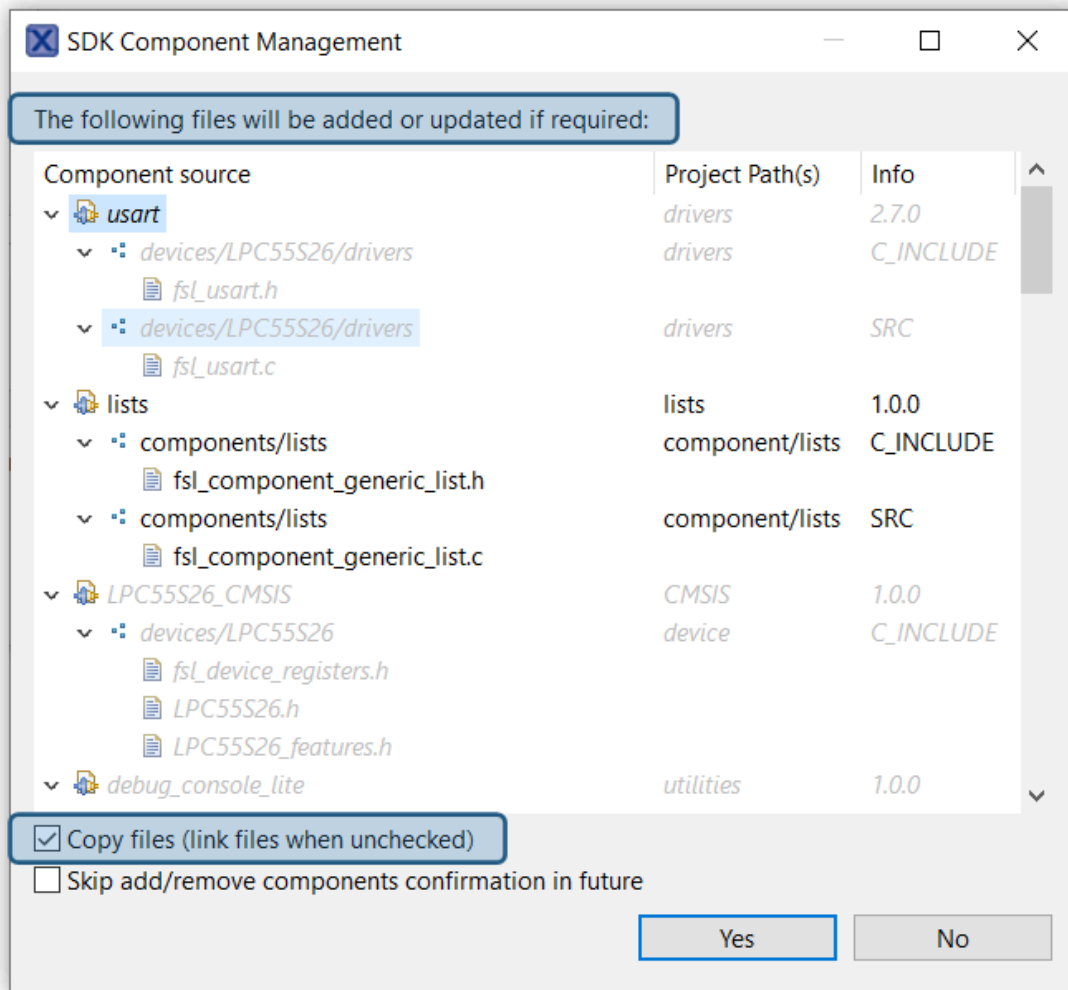 SDK Component Management
The following files will be added or updated if required:
Component source Project Path(s) Info
usart drivers 2.7.0
devices/LPC55S26/drivers drivers C_INCLUDE
fsl_usart.h
devices/LPC55S26/drivers drivers SRC
fsl_usart.c
lists lists 1.0.0
components/lists component/lists C_INCLUDE
fsl_component_generic_list.h
components/lists component/lists SRC
fsl_component_generic_list.c
LPC55S26_CMSIS CMSIS 1.0.0
devices/LPC55S26 device C_INCLUDE
fsl_device_registers.h
LPC55S26.h
LPC55S26_features.h
debug_console_lite utilities 1.0.0
Copy files (link files when unchecked)
Skip add/remove components confirmation in future
Yes No